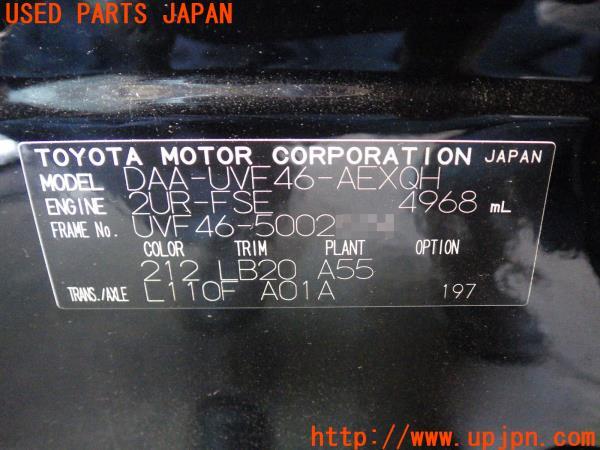 USED PARTS JAPAN
TOYOTA MOTOR CORPORATION JAPAN
MODEL DAA-UVF46-AEXQH
ENGINE 2UR-FSE 4968 mL
FRAME No. UVF46-5002
COLOR TRIM PLANT OPTION
212 LB20 A55
TRANS./AXLE L110F A01A 197
http://www.upjpn.com/